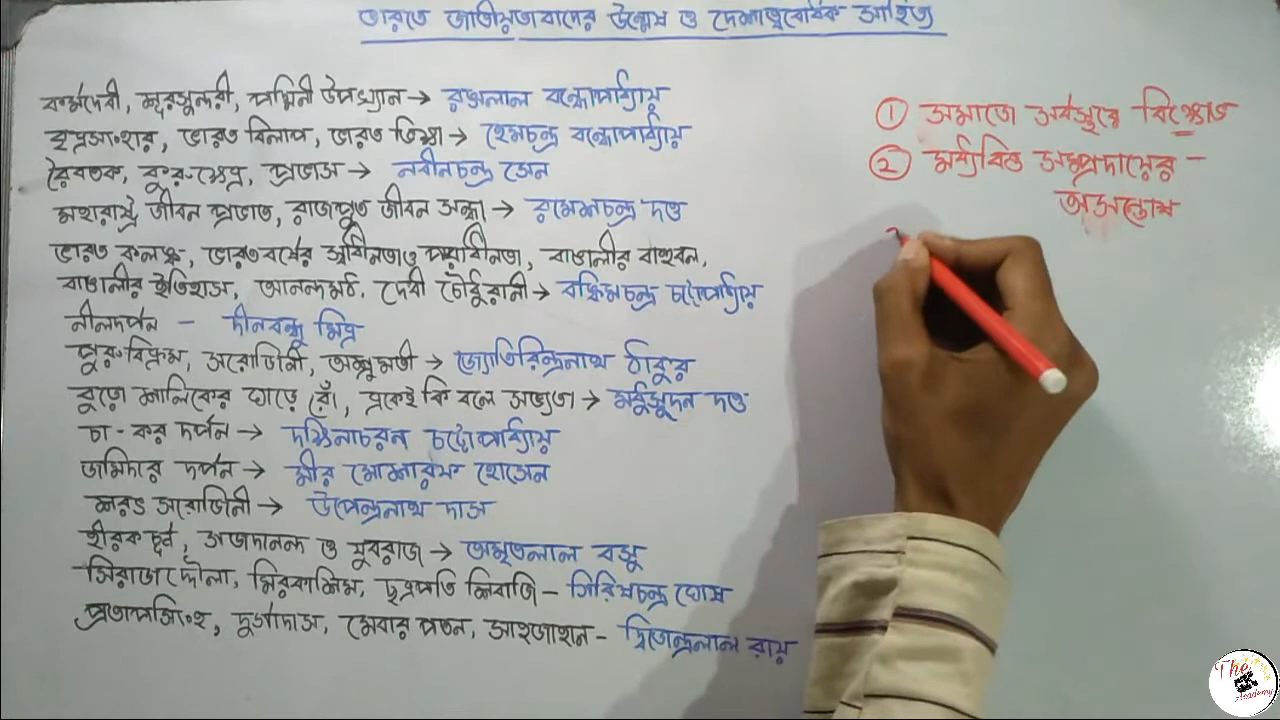 ভারতে জাতীয়তাবাদের উন্মেষ ও দেশাত্মবোধক সাহিত্য
কর্মদেবী, শূরসুন্দরী, পদ্মিনী উপাখ্যান → রঙ্গলাল বন্দোপাধ্যায়
বৃত্রসংহার, ভারত বিলাপ, ভারত ভিক্ষা → হেমচন্দ্র বন্দোপাধ্যায়
রৈবতক, কুরুক্ষেত্র, প্রভাস → নবীনচন্দ্র সেন
মহারাষ্ট্র জীবন প্রভাত, রাজপুত জীবন সন্ধ্যা → রমেশচন্দ্র দত্ত
ভারত কলঙ্ক, ভারতবর্ষের স্বাধীনতা ও পরাধীনতা, বাঙালীর বাহুবল,
বাঙালীর ইতিহাস, আনন্দমঠ, দেবী চৌধুরানী → বঙ্কিমচন্দ্র চট্টোপাধ্যায়
নীলদর্পন - দীনবন্ধু মিত্র
পুরুবিক্রম, সরোজিনী, অশ্রুমতী → জ্যোতিরিন্দ্রনাথ ঠাকুর
বুড়ো শালিকের ঘাড়ে রোঁ, একেই কি বলে সভ্যতা → মধুসুদন দত্ত
চা-কর দর্পন → দক্ষিনাচরন চট্টোপাধ্যায়
জমিদার দর্পন → মীর মোশারফ হোসেন
শরৎ সরোজিনী → উপেন্দ্রনাথ দাস
হীরকচূর্ণ, গজদানন্দ ও যুবরাজ → অমৃতলাল বসু
সিরাজদৌলা, মিরকাশিম, ছত্রপতি শিবাজি - গিরিশচন্দ্র ঘোষ
প্রতাপসিংহ, দুর্গাদাস, মেবার পতন, সাহজাহান - দ্বিজেন্দ্রলাল রায়
① সমাজে সর্বস্তরে বিক্ষোভ
② মধ্যবিত্ত সম্প্রদায়ের -
অসন্তোষ
The
Academy